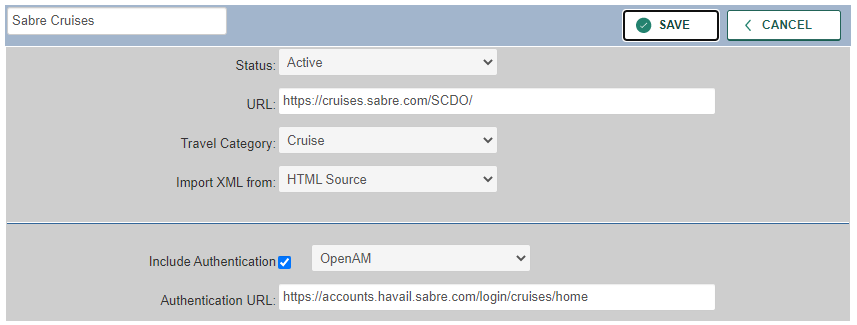 Sabre Cruises
SAVE
CANCEL
Status: Active
URL: https://cruises.sabre.com/SCDO/
Travel Category: Cruise
Import XML from: HTML Source
Include Authentication OpenAM
Authentication URL: https://accounts.havail.sabre.com/login/cruises/home